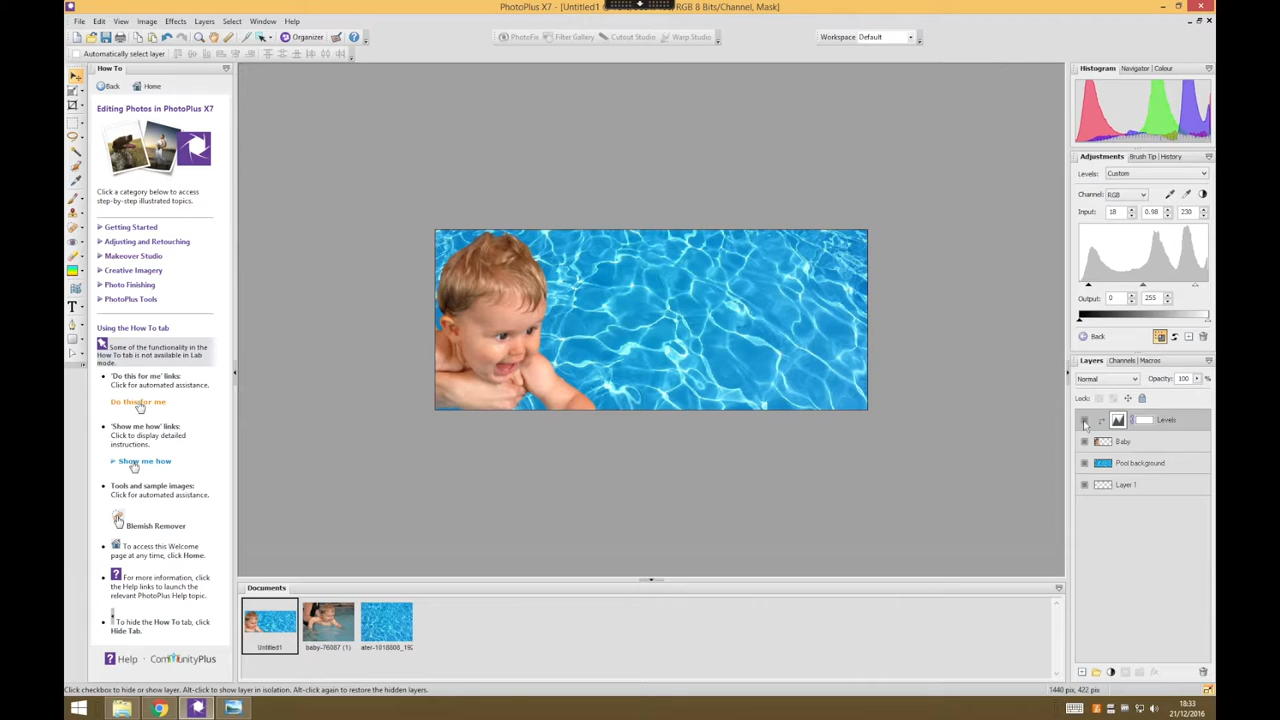 PhotoPlus X7 - [Untitled1 @
RGB 8 Bits/Channel, Mask]
File Edit View Image Effects Layers Select Window Help
Organizer
PhotoFix Filter Gallery Cutout Studio Warp Studio
Workspace Default
Automatically select layer
How To
Back Home
Editing Photos in PhotoPlus X7
Click a category below to access
step-by-step illustrated topics.
Getting Started
Adjusting and Retouching
Makeover Studio
Creative Imagery
Photo Finishing
PhotoPlus Tools
Using the How To tab
Some of the functionality in the
How To tab is not available in Lab
mode.
'Do this for me' links:
Click for automated assistance.
Do this for me
'Show me how' links:
Click to display detailed
instructions.
Show me how
Tools and sample images:
Click for automated assistance.
Blemish Remover
To access this Welcome
page at any time, click Home.
For more information, click
the Help links to launch the
relevant PhotoPlus Help topic.
To hide the How To tab, click
Hide Tab.
Help CommunityPlus
Documents
Untitled1
baby-76087 (1)
ater-1018808_192
Histogram Navigator Colour
Adjustments Brush Tip History
Levels: Custom
Channel: RGB
Input: 18 0.98 230
Output: 0 255
Back
Layers Channels Macros
Normal Opacity: 100 %
Lock:
Levels
Baby
Pool background
Layer 1
Click checkbox to hide or show layer. Alt-click to show layer in isolation. Alt-click again to restore the hidden layers.
1440 pix, 422 pix
18:33
21/12/2016